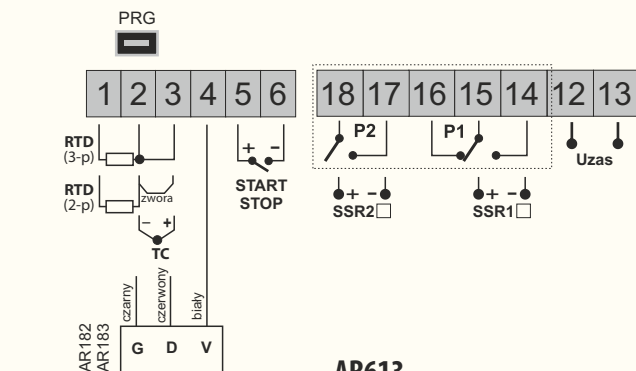 PRG
1 2 3 4 5 6 18 17 16 15 14 12 13
RTD
(3-p)
+ -
START
STOP
P2
P1
Uzas
RTD
(2-p)
zwora
- +
TC
+ -
SSR2
+ -
SSR1
czarny
czerwony
biały
AR182
AR183
G D V
AR613